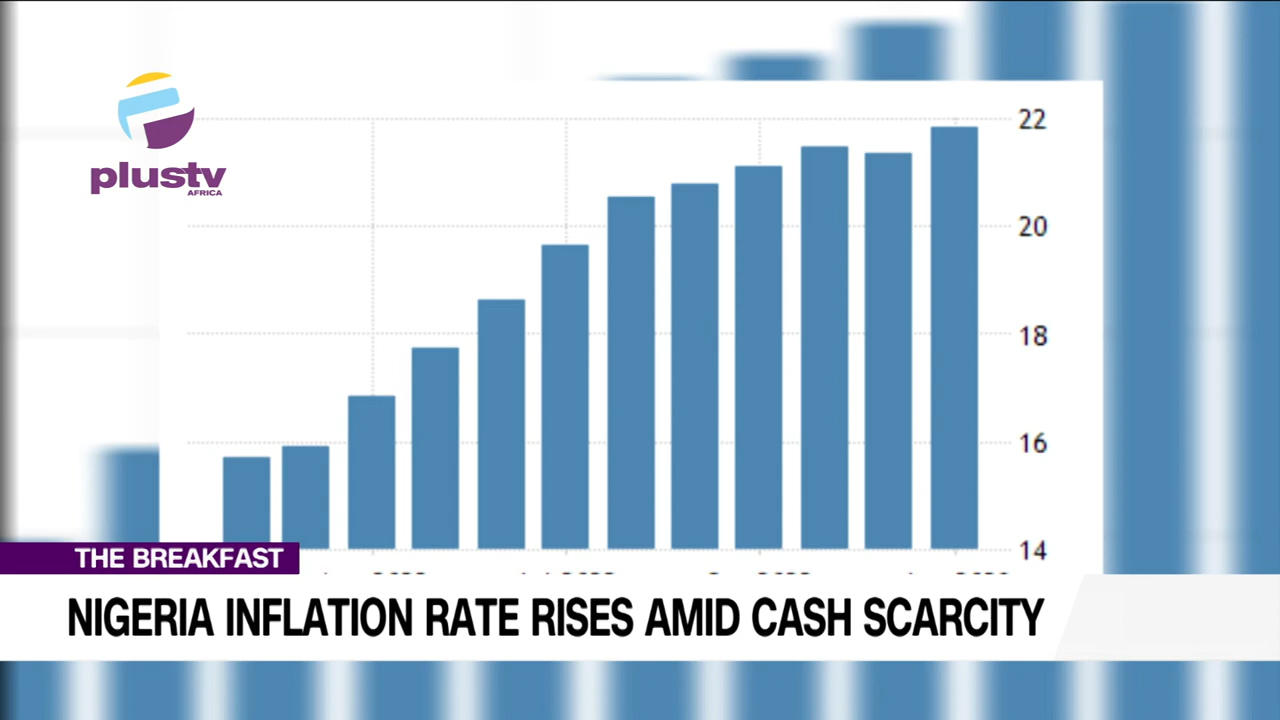 plustv
AFRICA
22
20
18
16
14
THE BREAKFAST
NIGERIA INFLATION RATE RISES AMID CASH SCARCITY